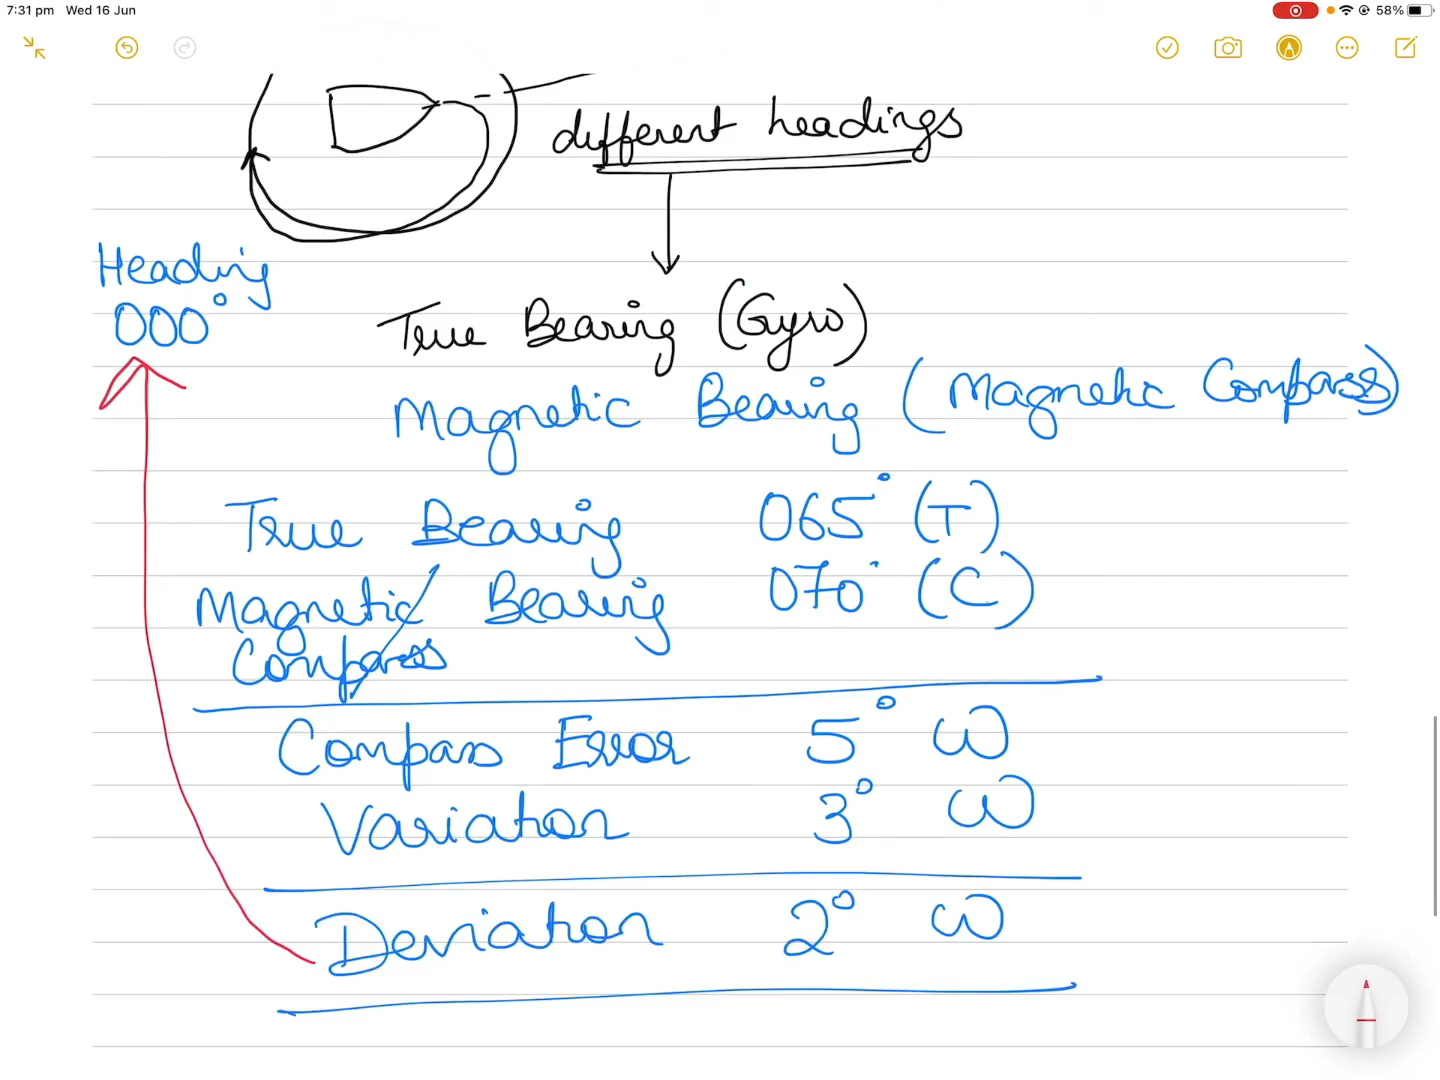 7:31 pm Wed 16 Jun
58%
different headings
Heading
000°
True Bearing (Gyro)
Magnetic Bearing (Magnetic Compass)
True Bearing 065° (T)
Magnetic Bearing 070° (C)
Compass
Compass Error 5° W
Variation 3° W
Deviation 2° W